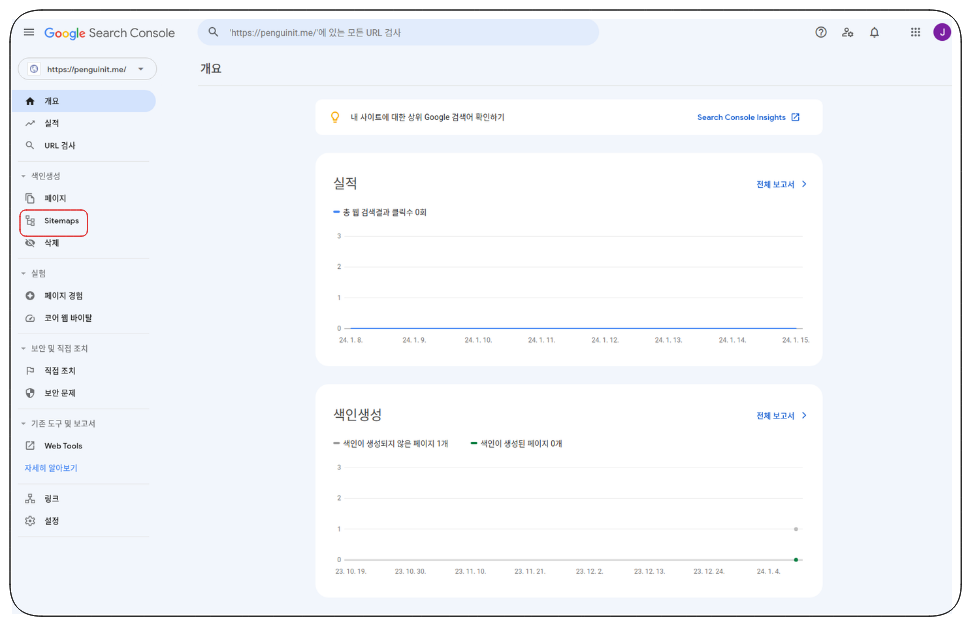 Google Search Console
'https://penguinit.me/'에 있는 모든 URL 검사
J
https://penguinit.me/
개요
개요
실적
URL 검사
색인생성
페이지
Sitemaps
삭제
실험
페이지 경험
코어 웹 바이탈
보안 및 직접 조치
직접 조치
보안 문제
기존 도구 및 보고서
Web Tools
자세히 알아보기
링크
설정
내 사이트에 대한 상위 Google 검색어 확인하기
Search Console Insights
실적
전체 보고서
총 웹 검색결과 클릭수 0회
3
2
1
0
24. 1. 8. 24. 1. 9. 24. 1. 10. 24. 1. 11. 24. 1. 12. 24. 1. 13. 24. 1. 14. 24. 1. 15.
색인생성
전체 보고서
색인이 생성되지 않은 페이지 1개 색인이 생성된 페이지 0개
3
2
1
0
23. 10. 19. 23. 10. 30. 23. 11. 10. 23. 11. 21. 23. 12. 2. 23. 12. 13. 23. 12. 24. 24. 1. 4.